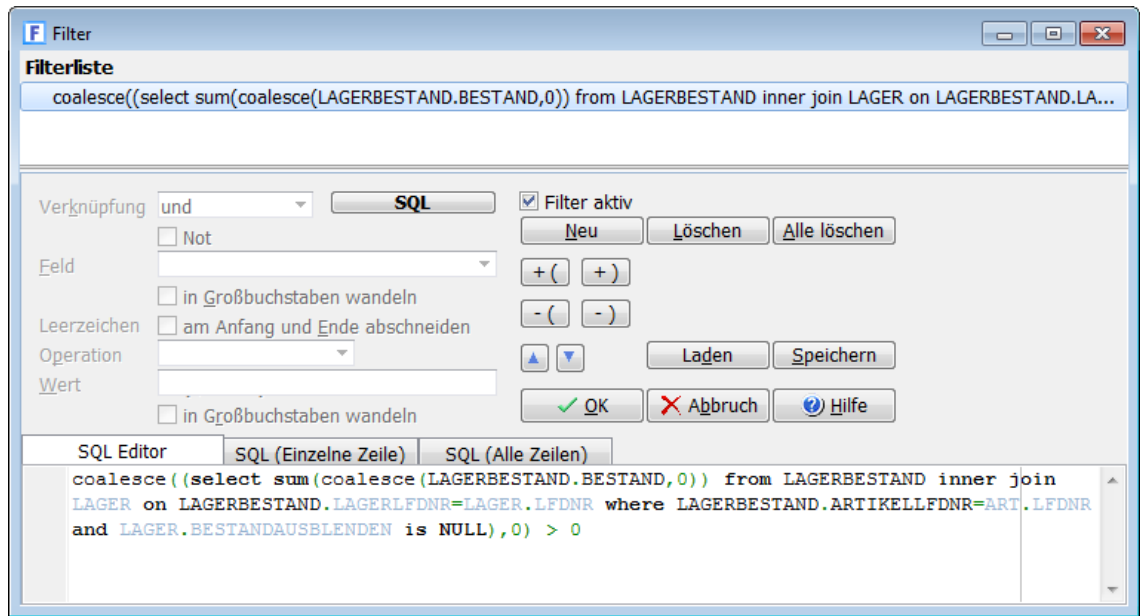 F Filter
Filterliste
coalesce((select sum(coalesce(LAGERBESTAND.BESTAND,0)) from LAGERBESTAND inner join LAGER on LAGERBESTAND.LA...
Verknüpfung und SQL Filter aktiv
Not Neu Löschen Alle löschen
Feld + ( + )
in Großbuchstaben wandeln
Leerzeichen am Anfang und Ende abschneiden - ( - )
Operation Laden Speichern
Wert
in Großbuchstaben wandeln OK Abbruch Hilfe
SQL Editor SQL (Einzelne Zeile) SQL (Alle Zeilen)
coalesce((select sum(coalesce(LAGERBESTAND.BESTAND,0)) from LAGERBESTAND inner join
LAGER on LAGERBESTAND.LAGERLFDNR=LAGER.LFDNR where LAGERBESTAND.ARTIKELLFDNR=ART.LFDNR
and LAGER.BESTANDAUSBLENDEN is NULL),0) > 0